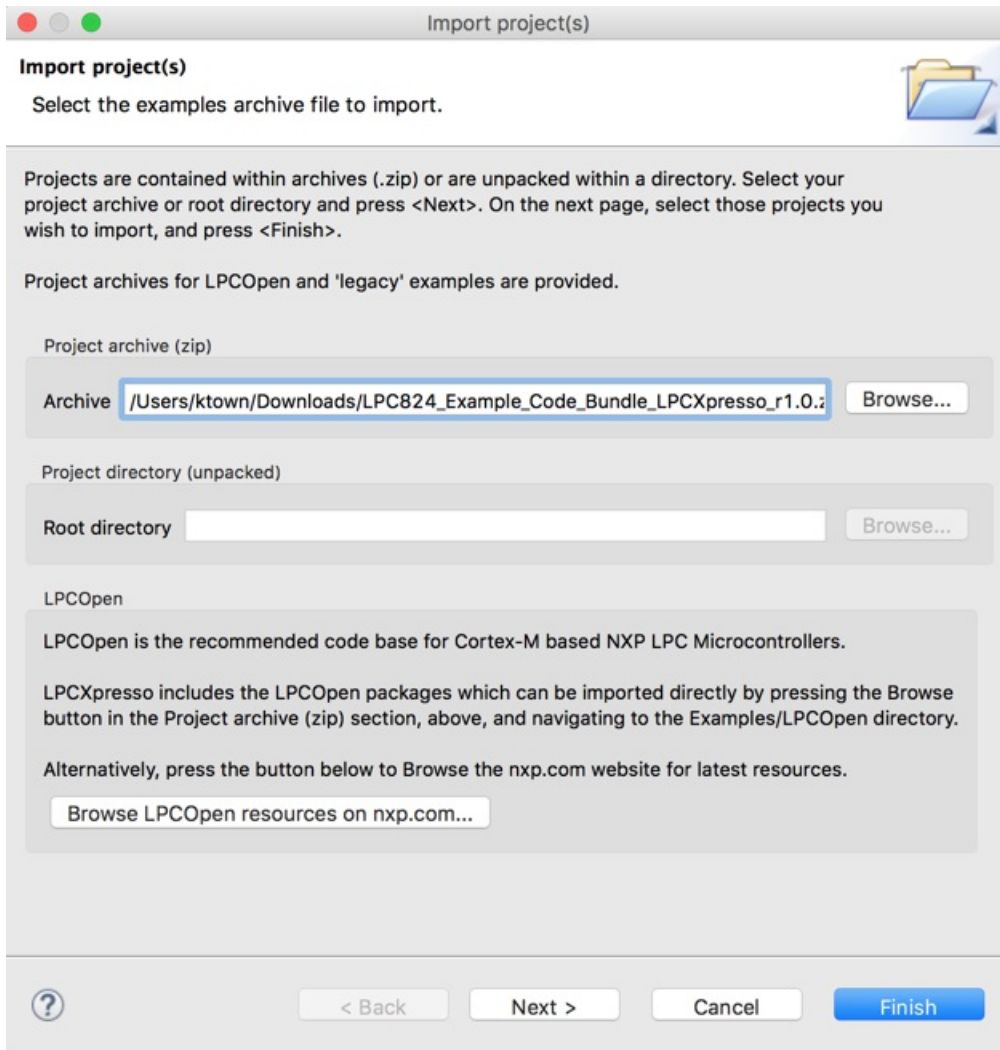 Import project(s)
Import project(s)
Select the examples archive file to import.
Projects are contained within archives (.zip) or are unpacked within a directory. Select your
project archive or root directory and press <Next>. On the next page, select those projects you
wish to import, and press <Finish>.
Project archives for LPCOpen and 'legacy' examples are provided.
Project archive (zip)
Archive /Users/ktown/Downloads/LPC824_Example_Code_Bundle_LPCXpresso_r1.0.z Browse...
Project directory (unpacked)
Root directory Browse...
LPCOpen
LPCOpen is the recommended code base for Cortex-M based NXP LPC Microcontrollers.
LPCXpresso includes the LPCOpen packages which can be imported directly by pressing the Browse
button in the Project archive (zip) section, above, and navigating to the Examples/LPCOpen directory.
Alternatively, press the button below to Browse the nxp.com website for latest resources.
Browse LPCOpen resources on nxp.com...
? < Back Next > Cancel Finish